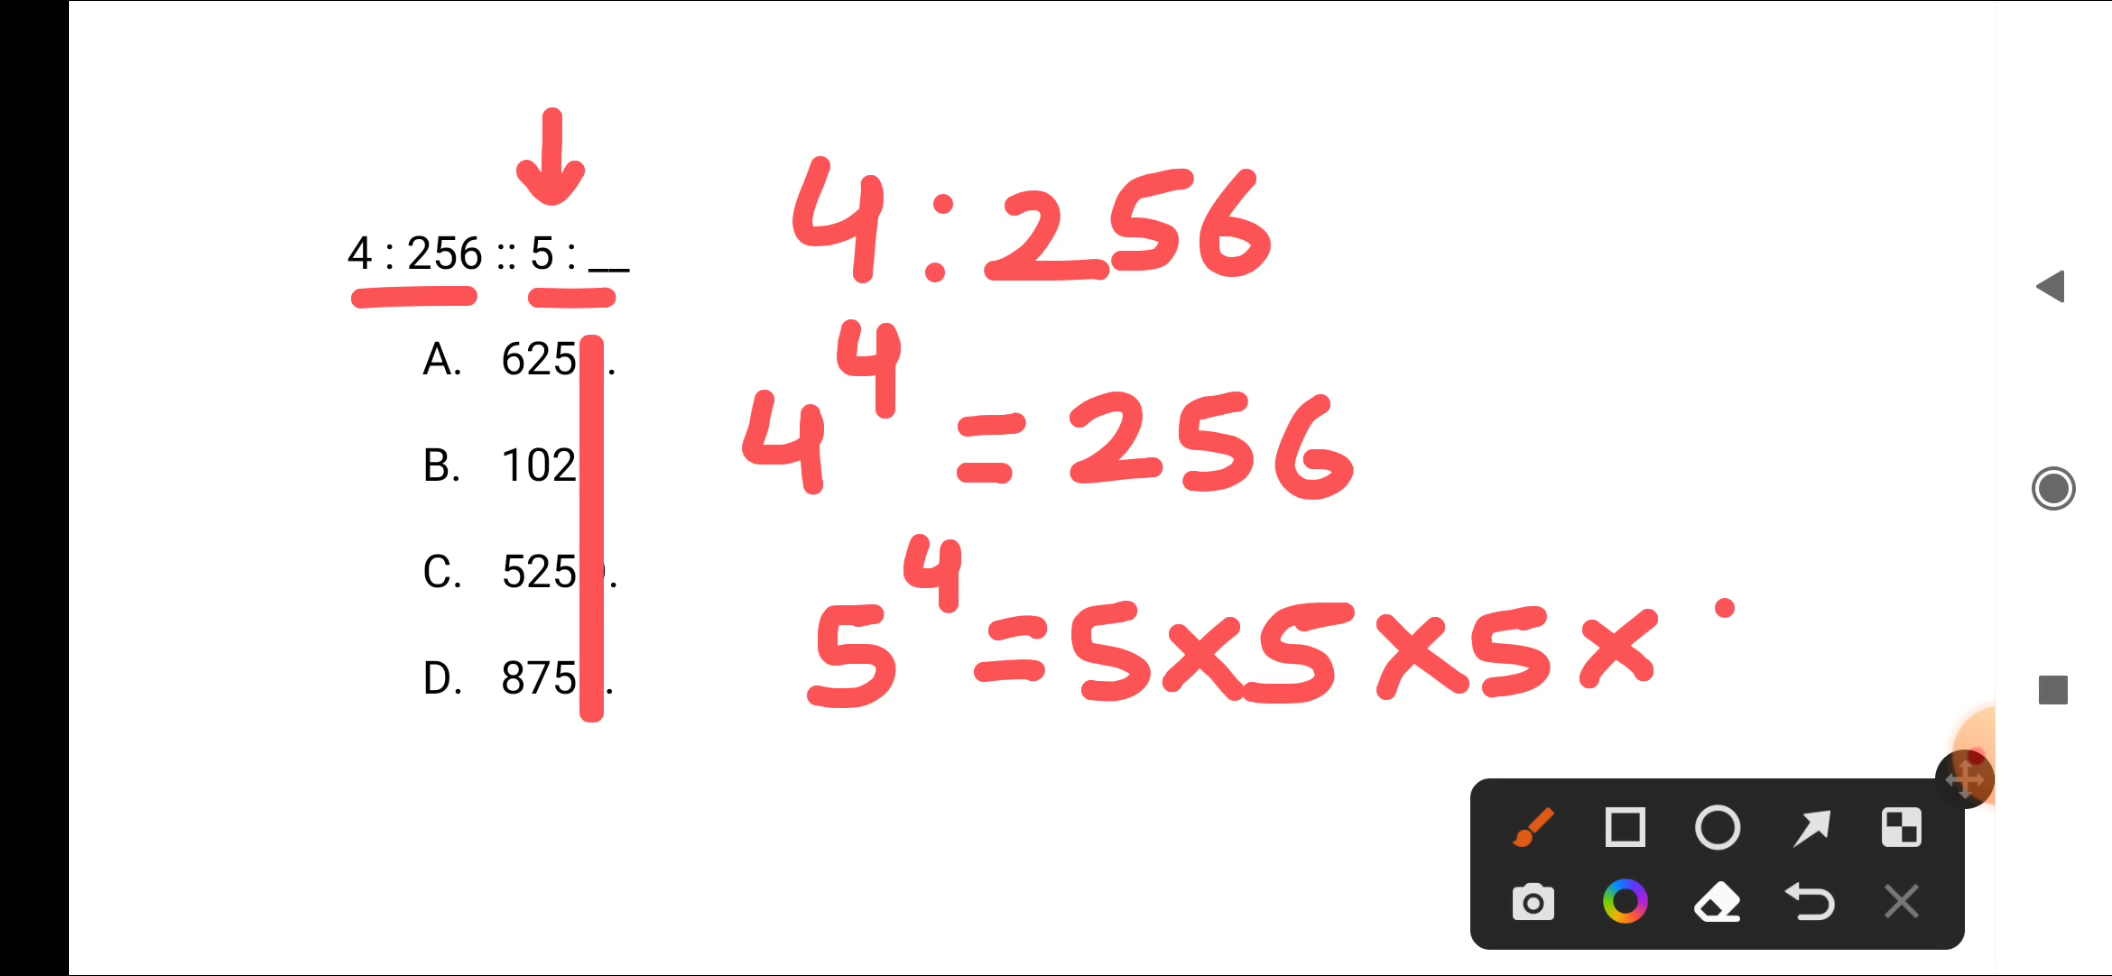 4 : 256 :: 5 : __
A. 625 .
B. 102
C. 525 .
D. 875 .
4 : 256
4⁴ = 256
5⁴ = 5 × 5 × 5 ×